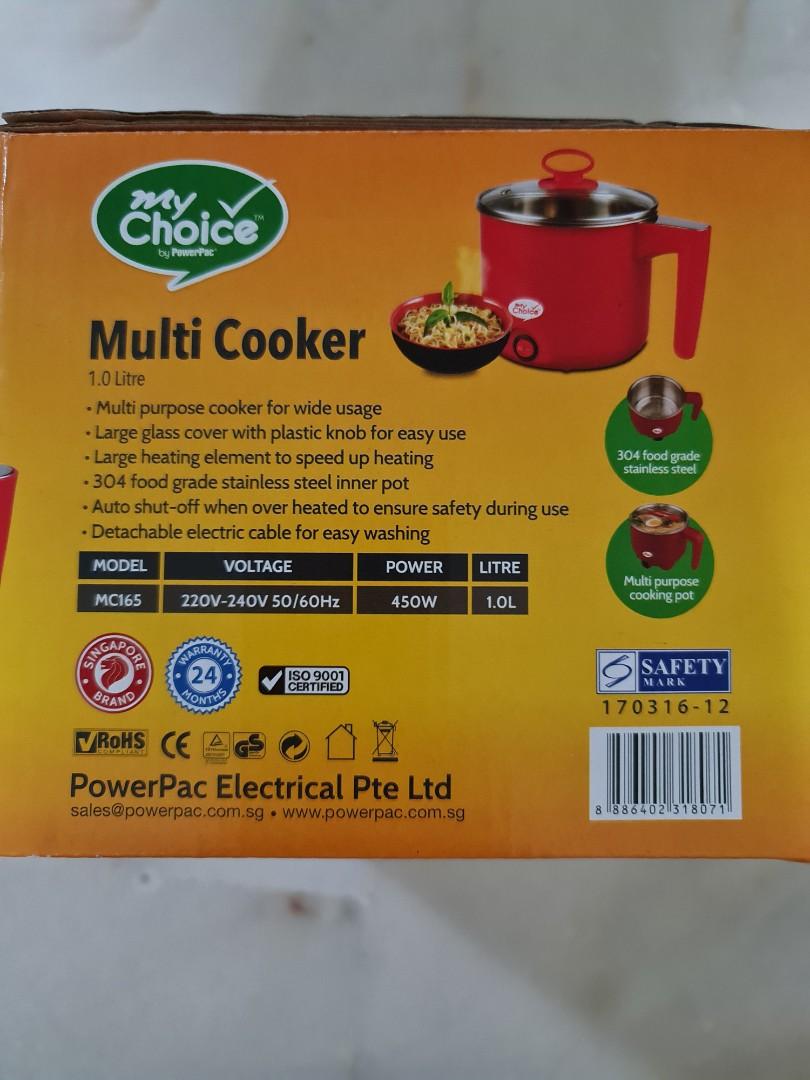 my
Choice™
by PowerPac®
Multi Cooker
1.0 Litre
• Multi purpose cooker for wide usage
• Large glass cover with plastic knob for easy use
• Large heating element to speed up heating
• 304 food grade stainless steel inner pot
• Auto shut-off when over heated to ensure safety during use
• Detachable electric cable for easy washing
my
Choice
304 food grade
stainless steel
Multi purpose
cooking pot
MODEL VOLTAGE POWER LITRE
MC165 220V-240V 50/60Hz 450W 1.0L
SINGAPORE
BRAND
WARRANTY
24
MONTHS
ISO 9001
CERTIFIED
SAFETY
MARK
170316-12
RoHS
COMPLIANT
CE
GS
PowerPac Electrical Pte Ltd
sales@powerpac.com.sg • www.powerpac.com.sg
8 886402 318071